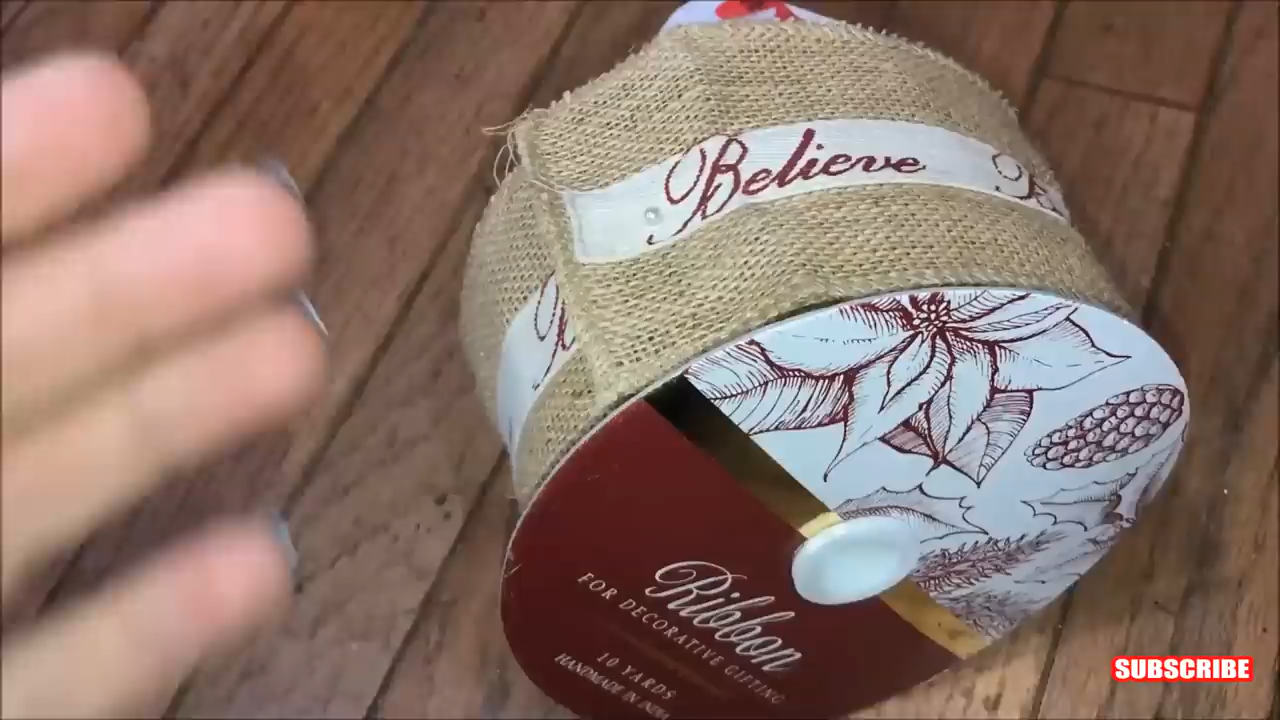 Believe
Ribbon
FOR DECORATIVE GIFTING
10 YARDS
HANDMADE IN INDIA
SUBSCRIBE